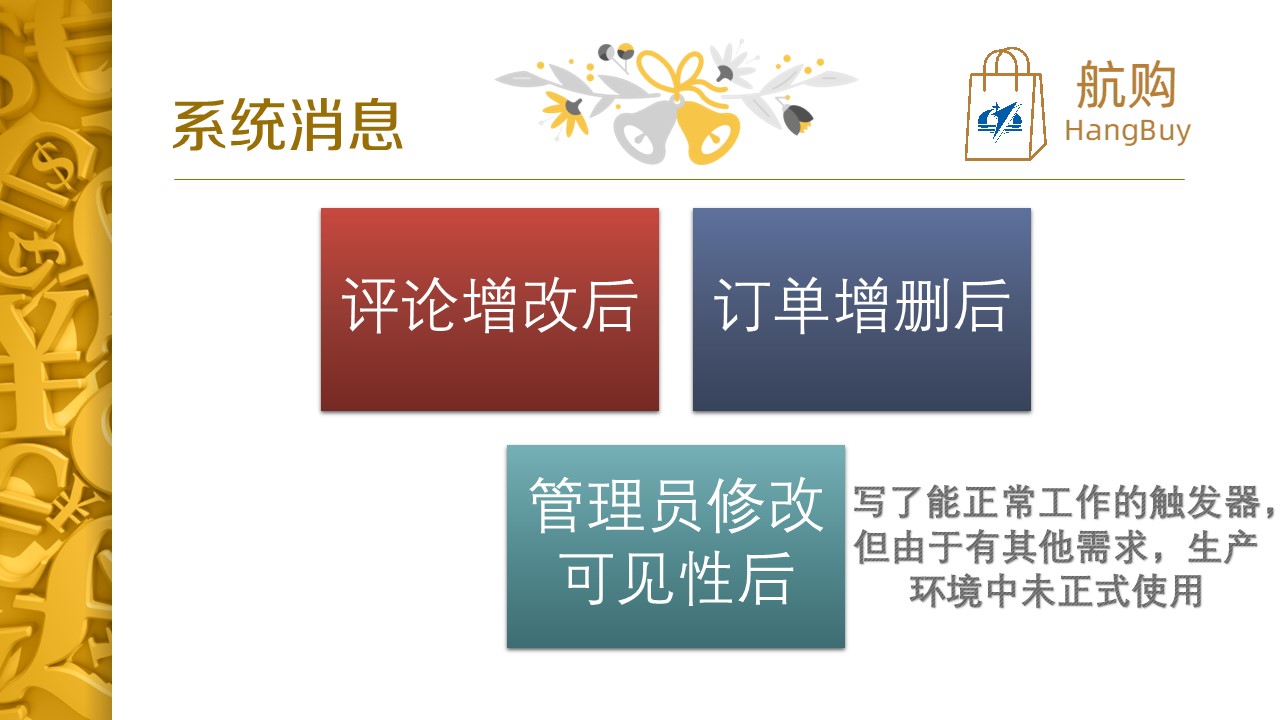 系统消息
航购
HangBuy
评论增改后
订单增删后
管理员修改
可见性后
写了能正常工作的触发器，
但由于有其他需求，生产
环境中未正式使用